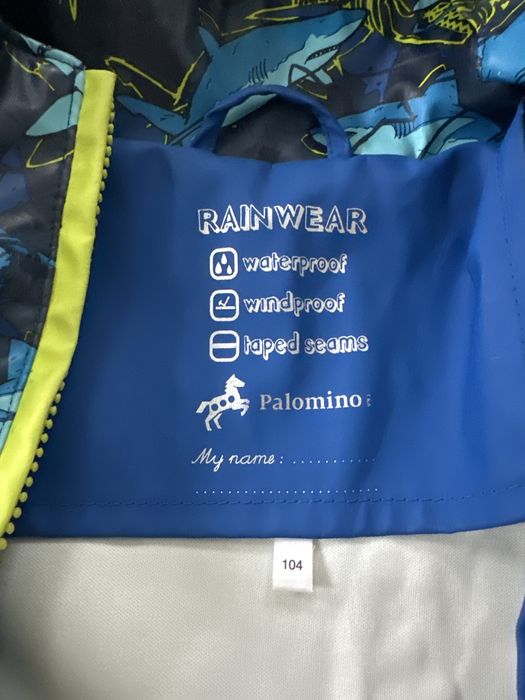 RAINWEAR
waterproof
windproof
taped seams
Palomino
My name: ...........
......................
104